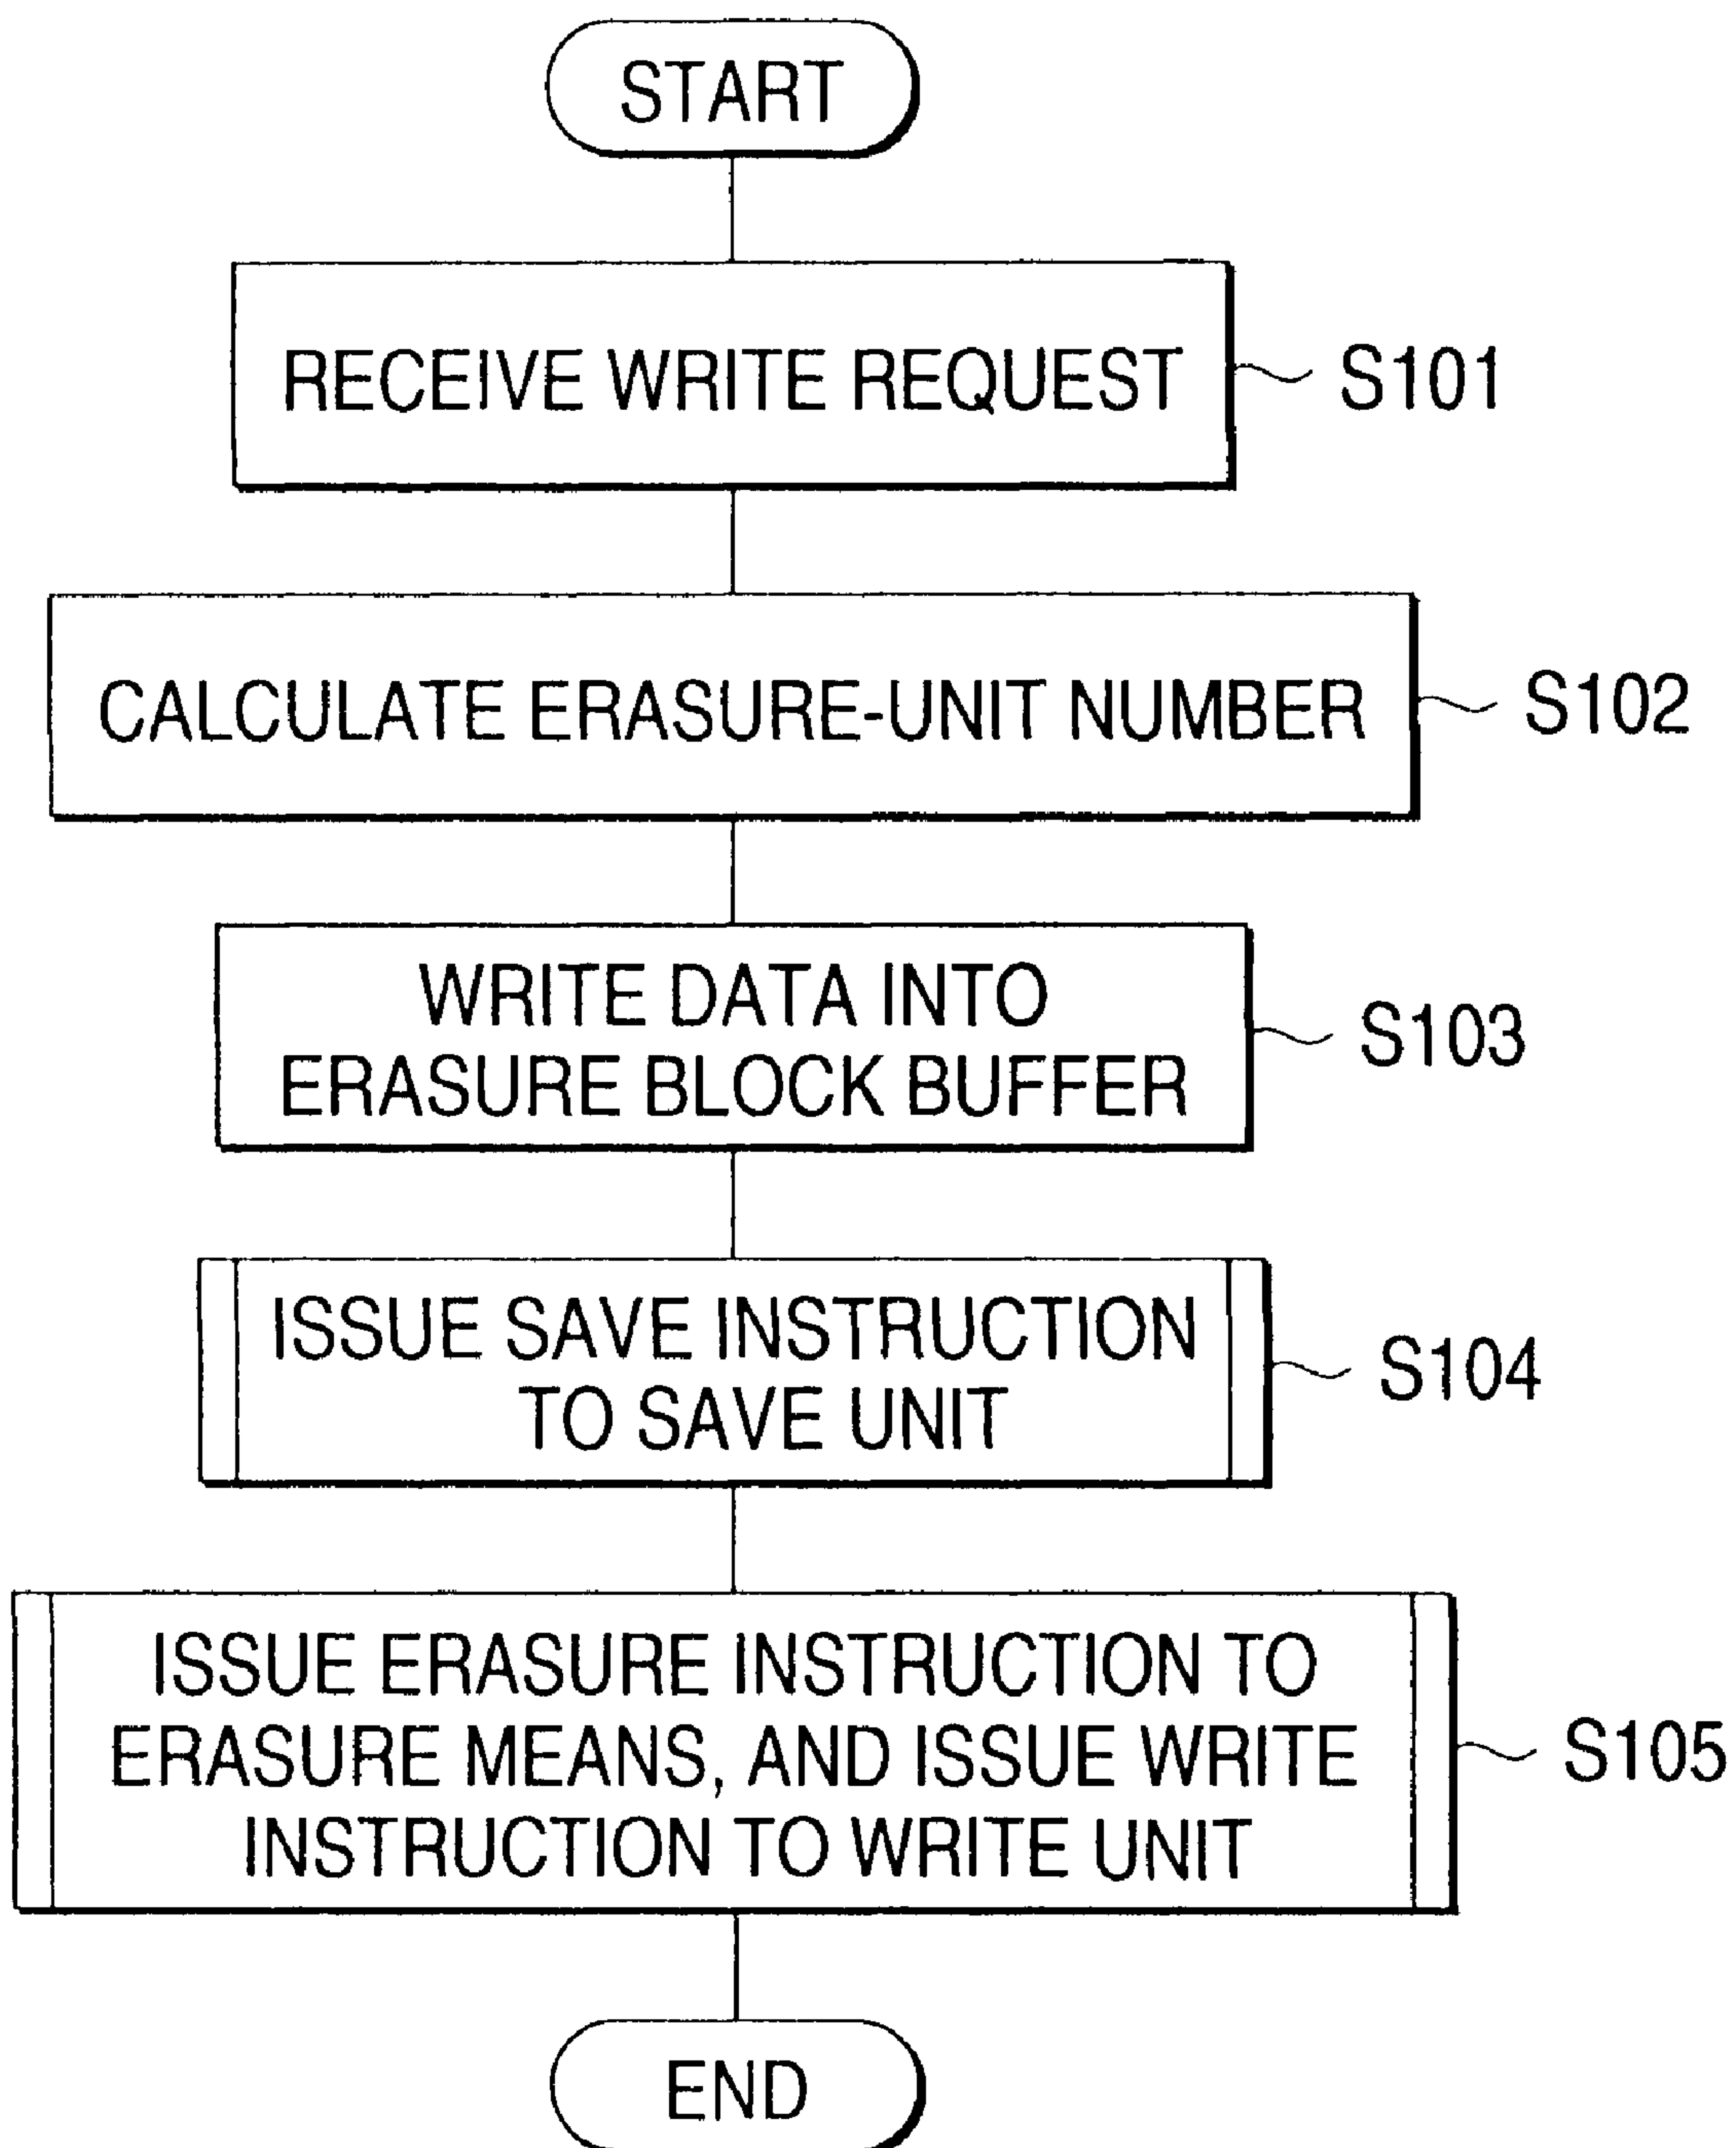 START
RECEIVE WRITE REQUEST
S101
CALCULATE ERASURE-UNIT NUMBER
S102
WRITE DATA INTO
ERASURE BLOCK BUFFER
S103
ISSUE SAVE INSTRUCTION
TO SAVE UNIT
S104
ISSUE ERASURE INSTRUCTION TO
ERASURE MEANS, AND ISSUE WRITE
INSTRUCTION TO WRITE UNIT
S105
END